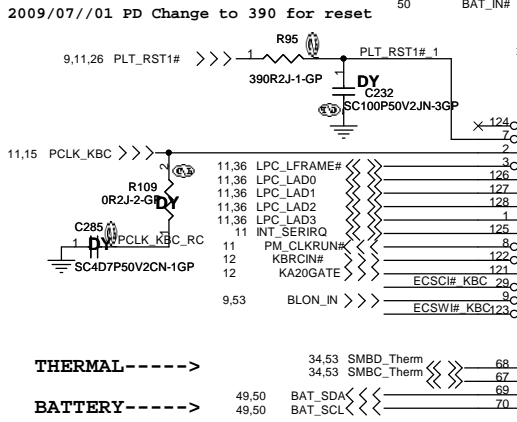 50 BAT_IN#
2009/07//01 PD Change to 390 for reset
R95
9,11,26 PLT_RST1# 1 PLT_RST1#_1
390R2J-1-GP
1
DY
C232
SC100P50V2JN-3GP
124
7
11,15 PCLK_KBC 2
3
2
R109
0R2J-2-GP
DY
1
C285
1 DY PCLK_KBC_RC
SC4D7P50V2CN-1GP
11,36 LPC_LFRAME#
11,36 LPC_LAD0 126
11,36 LPC_LAD1 127
11,36 LPC_LAD2 128
11,36 LPC_LAD3 1
11 INT_SERIRQ 125
11 PM_CLKRUN# 8
12 KBRCIN# 122
12 KA20GATE 121
ECSCI#_KBC 29
9,53 BLON_IN 9
ECSWI#_KBC 123
THERMAL----->
34,53 SMBD_Therm 68
34,53 SMBC_Therm 67
BATTERY----->
49,50 BAT_SDA 69
49,50 BAT_SCL 70